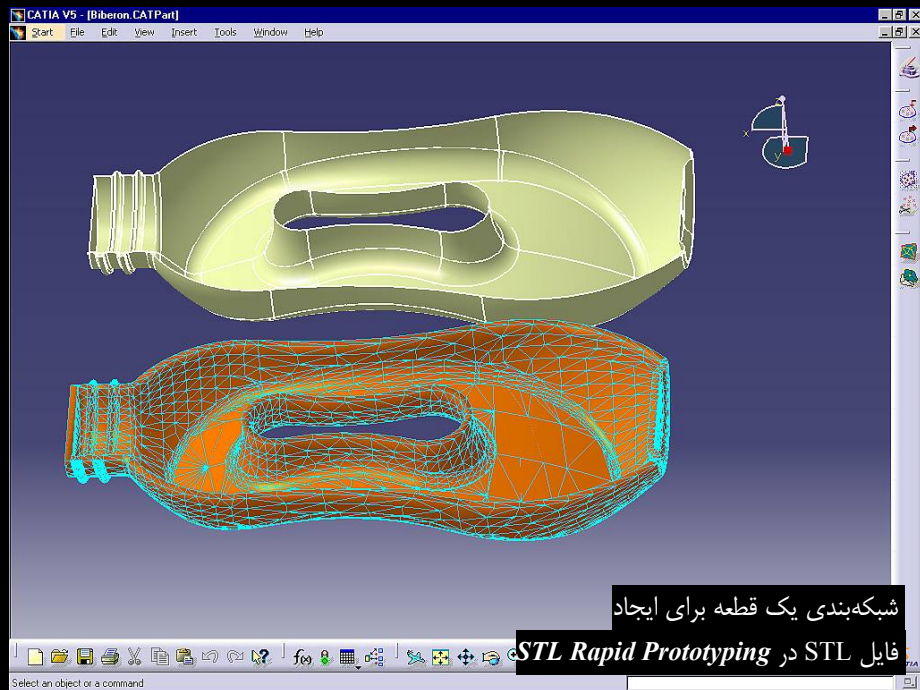 CATIA V5 - [Biberon.CATPart]
Start File Edit View Insert Tools Window Help
z
x
y
شبکه‌بندی یک قطعه برای ایجاد
فایل STL در STL Rapid Prototyping
f(x)
Select an object or a command